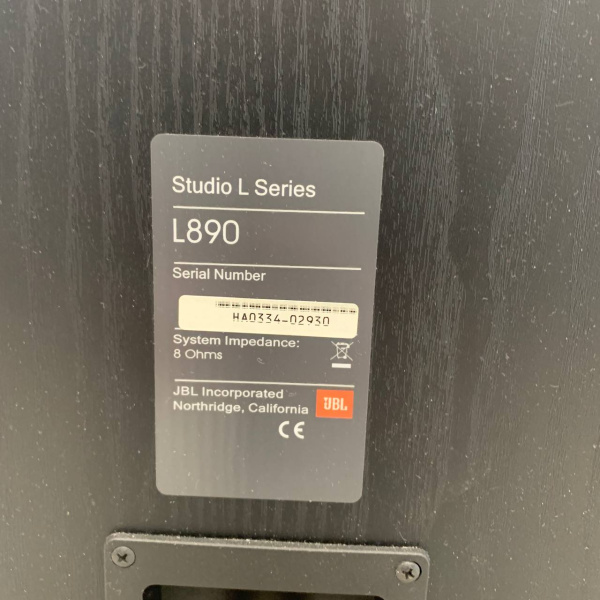 Studio L Series
L890
Serial Number
HA0334-02930
System Impedance:
8 Ohms
JBL Incorporated
Northridge, California
JBL
CE